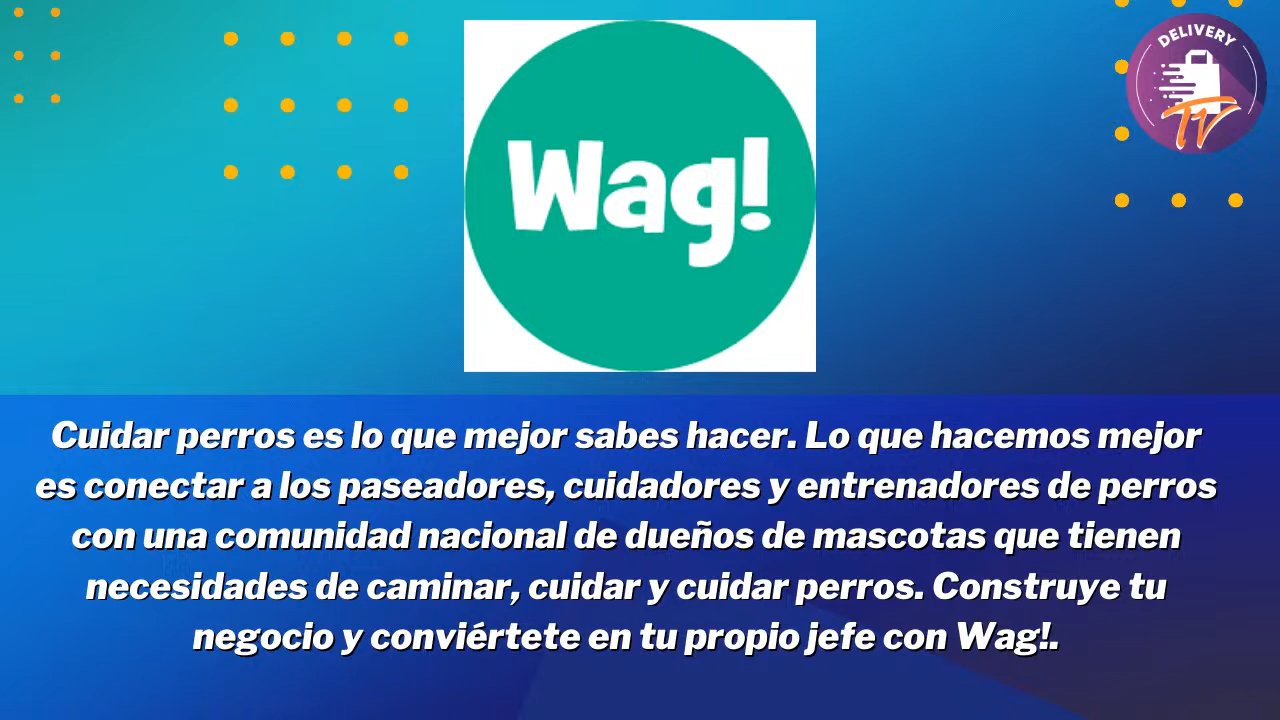 DELIVERY
TV
Wag!
Cuidar perros es lo que mejor sabes hacer. Lo que hacemos mejor
es conectar a los paseadores, cuidadores y entrenadores de perros
con una comunidad nacional de dueños de mascotas que tienen
necesidades de caminar, cuidar y cuidar perros. Construye tu
negocio y conviértete en tu propio jefe con Wag!.